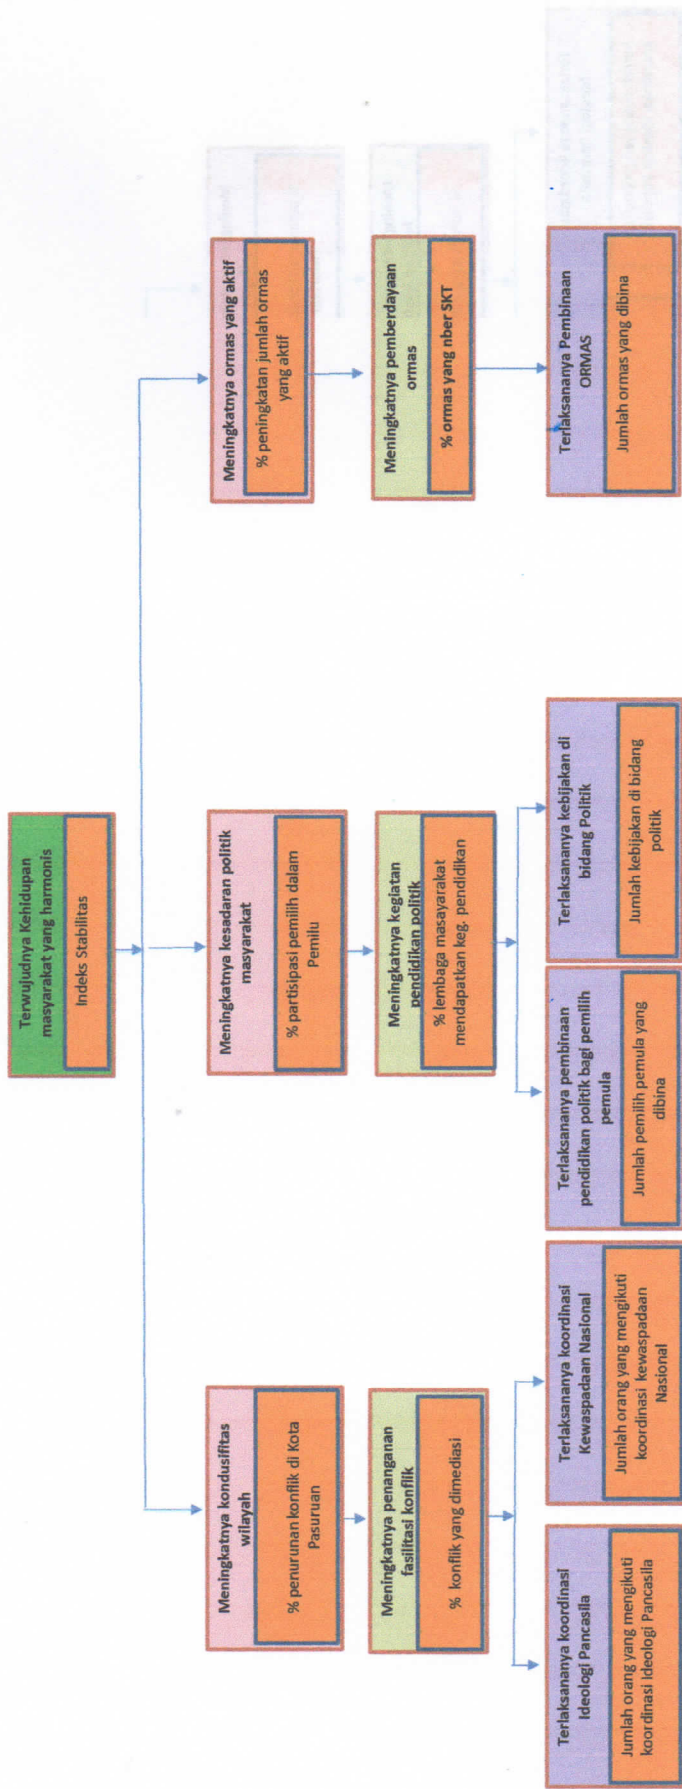 Terwujudnya Kehidupan
masyarakat yang harmonis
Indeks Stabilitas
Meningkatnya kondusifitas
wilayah
% penurunan konflik di Kota
Pasuruan
Meningkatnya kesadaran politik
masyarakat
% partisipasi pemilih dalam
Pemilu
Meningkatnya ormas yang aktif
% peningkatan jumlah ormas
yang aktif
Meningkatnya penanganan
fasilitasi konflik
% konflik yang dimediasi
Meningkatnya kegiatan
pendidikan politik
% lembaga masayarakat
mendapatkan keg. pendidikan
Meningkatnya pemberdayaan
ormas
% ormas yang nber SKT
Terlaksananya koordinasi
Ideologi Pancasila
Jumlah orang yang mengikuti
koordinasi Ideologi Pancasila
Terlaksananya koordinasi
Kewaspadaan Nasional
Jumlah orang yang mengikuti
koordinasi kewaspadaan
Nasional
Terlaksananya pembinaan
pendidikan politik bagi pemilih
pemula
Jumlah pemilih pemula yang
dibina
Terlaksananya kebijakan di
bidang Politik
Jumlah kebijakan di bidang
politik
Terlaksananya Pembinaan
ORMAS
Jumlah ormas yang dibina